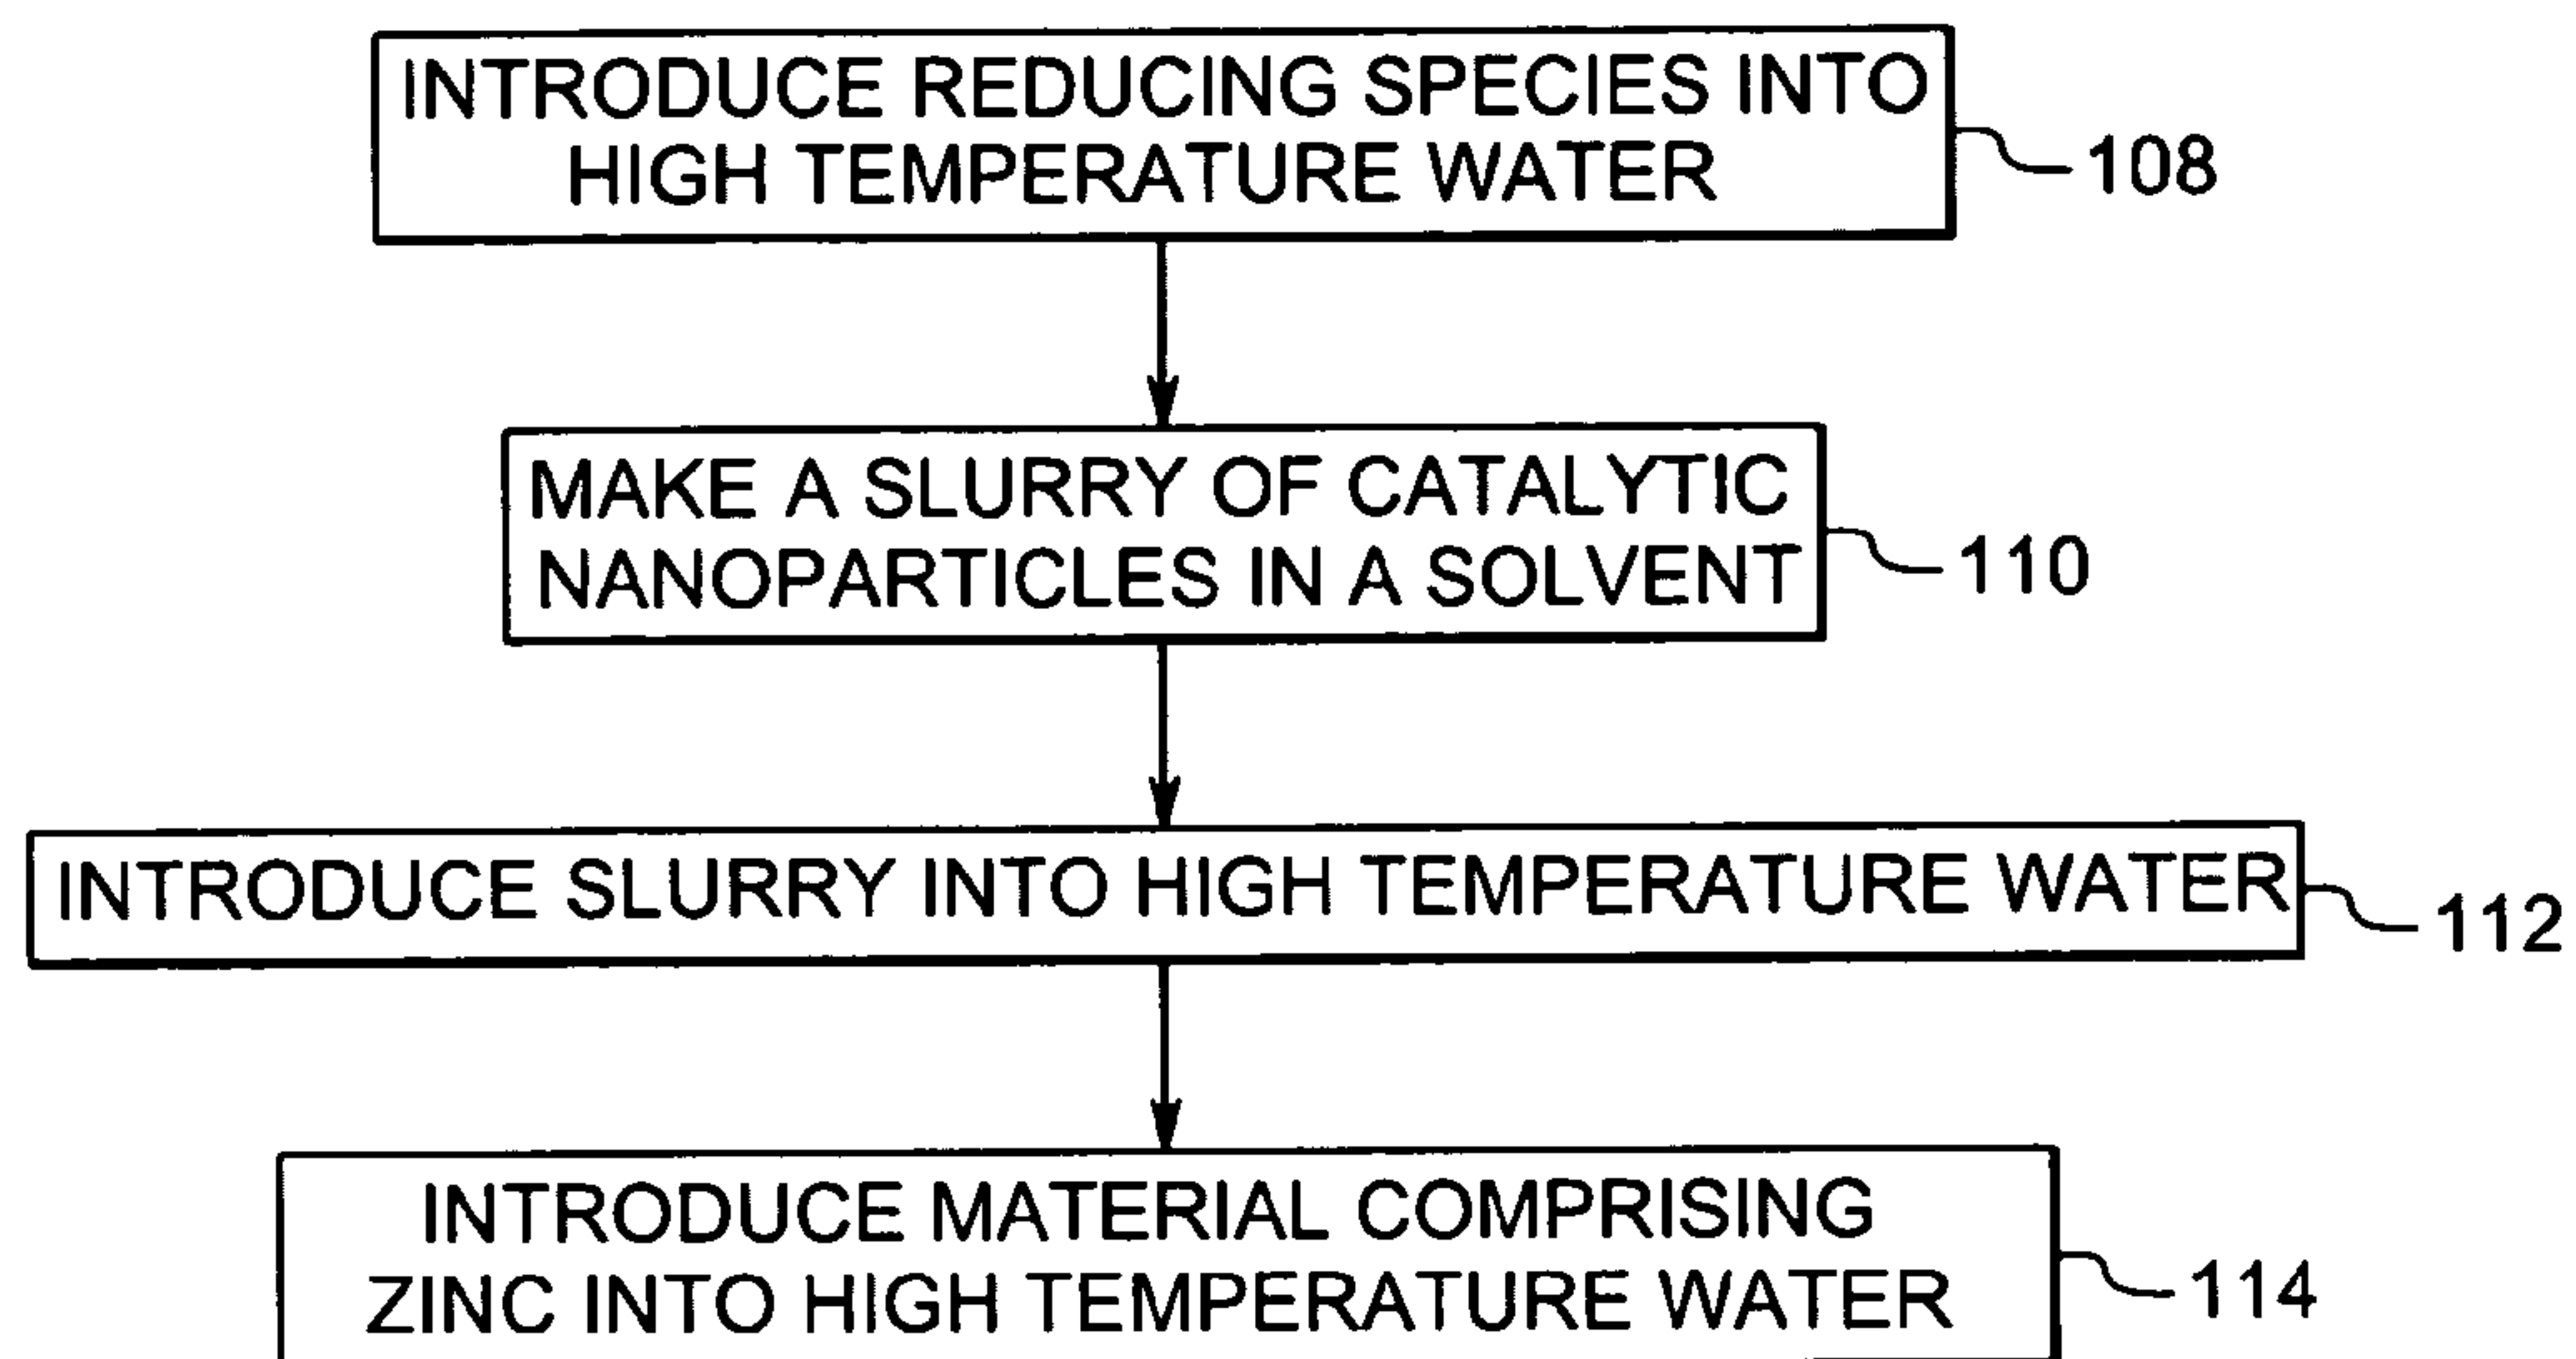 INTRODUCE REDUCING SPECIES INTO
HIGH TEMPERATURE WATER
108
MAKE A SLURRY OF CATALYTIC
NANOPARTICLES IN A SOLVENT
110
INTRODUCE SLURRY INTO HIGH TEMPERATURE WATER
112
INTRODUCE MATERIAL COMPRISING
ZINC INTO HIGH TEMPERATURE WATER
114